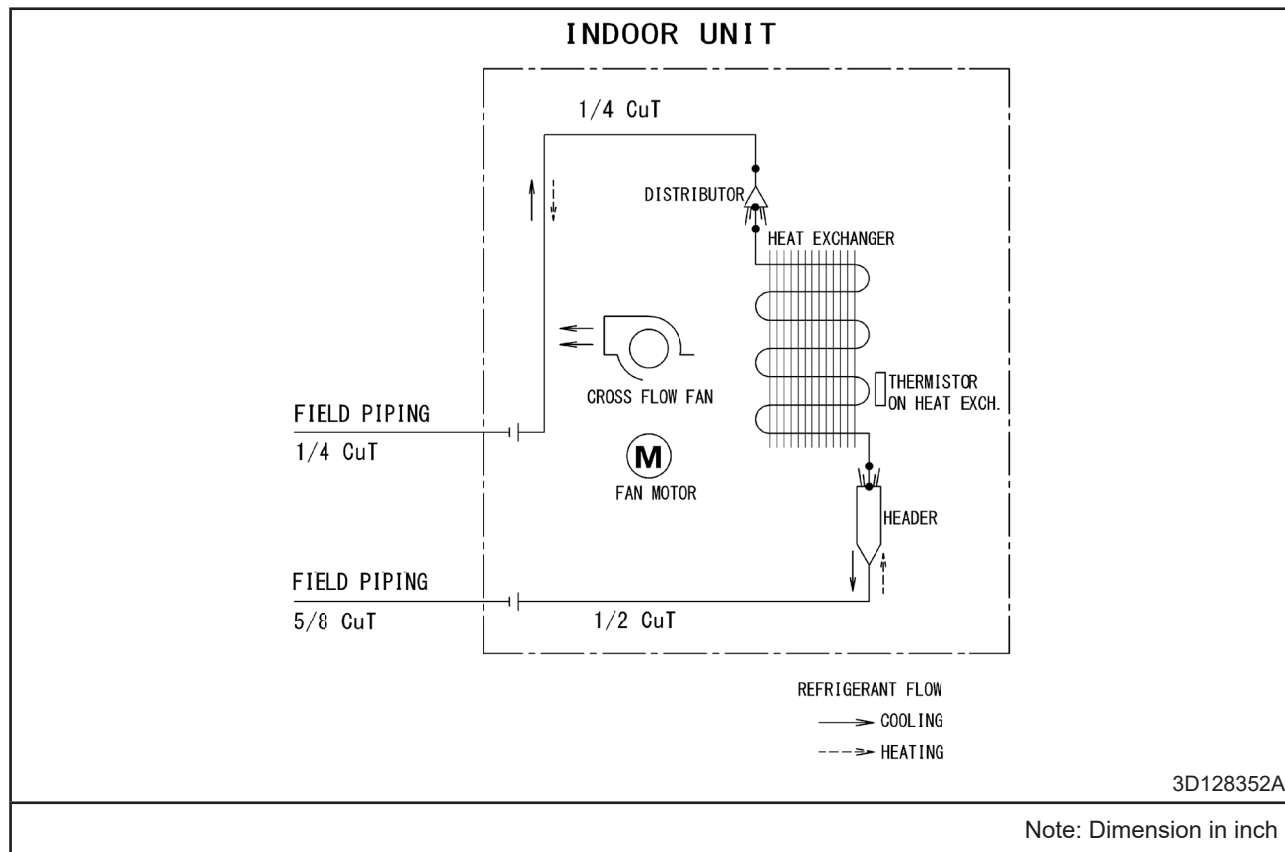 INDOOR UNIT
1/4 CuT
DISTRIBUTOR
HEAT EXCHANGER
THERMISTOR
ON HEAT EXCH.
CROSS FLOW FAN
FIELD PIPING
1/4 CuT
M
FAN MOTOR
HEADER
FIELD PIPING
5/8 CuT
1/2 CuT
REFRIGERANT FLOW
COOLING
HEATING
3D128352A
Note: Dimension in inch